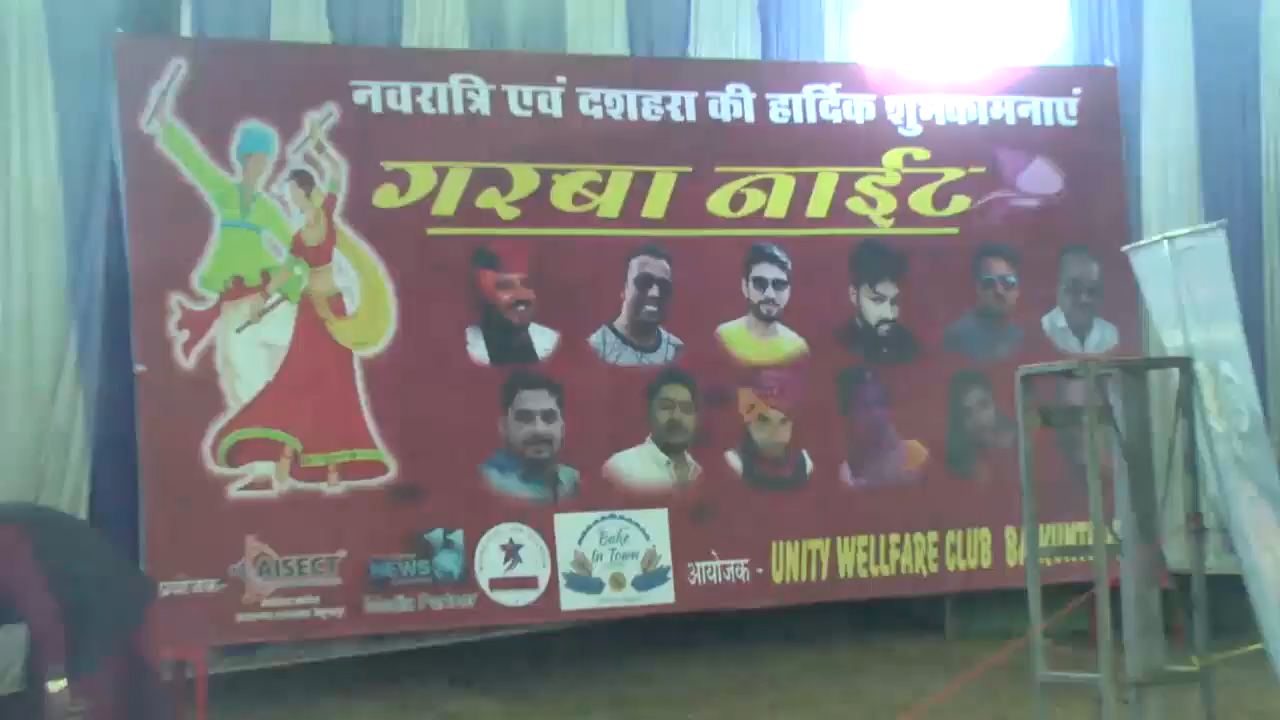 नवरात्रि एवं दशहरा की हार्दिक शुभकामनाएं
गरबा नाईट
AISECT
NEWS
Media Partner
Bake
In Town
आयोजक - UNITY WELLFARE CLUB